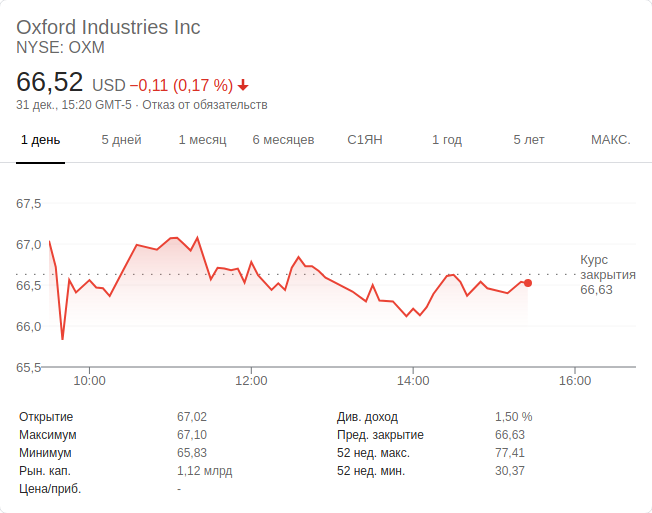 Oxford Industries Inc
NYSE: OXM
66,52 USD −0,11 (0,17 %)
31 дек., 15:20 GMT-5 · Отказ от обязательств
1 день 5 дней 1 месяц 6 месяцев С1ЯН 1 год 5 лет МАКС.
67,5
67,0
66,5
66,0
65,5
Курс
закрытия
66,63
10:00 12:00 14:00 16:00
Открытие 67,02 Див. доход 1,50 %
Максимум 67,10 Пред. закрытие 66,63
Минимум 65,83 52 нед. макс. 77,41
Рын. кап. 1,12 млрд 52 нед. мин. 30,37
Цена/приб. -